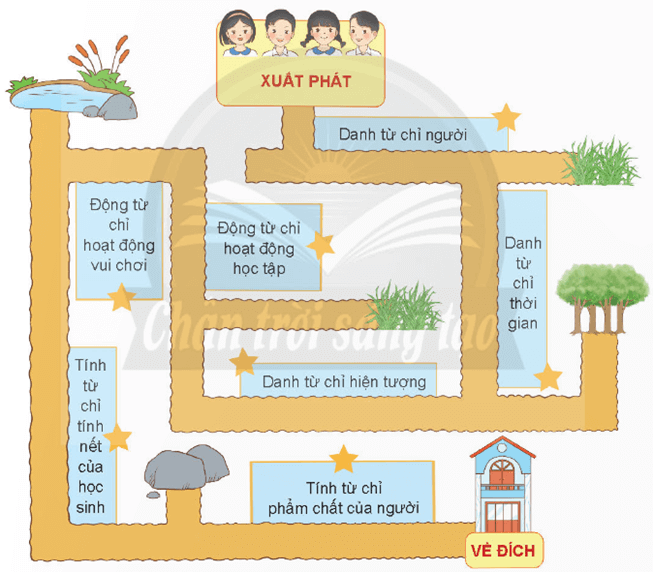 XUẤT PHÁT
Danh từ chỉ người
Động từ
chỉ
hoạt động
vui chơi
Động từ chỉ
hoạt động
học tập
Danh
từ
chỉ
thời
gian
Chân trời sáng tạo
Danh từ chỉ hiện tượng
Tính
từ
chỉ
tính
nết
của
học
sinh
Tính từ chỉ
phẩm chất của người
VỀ ĐÍCH